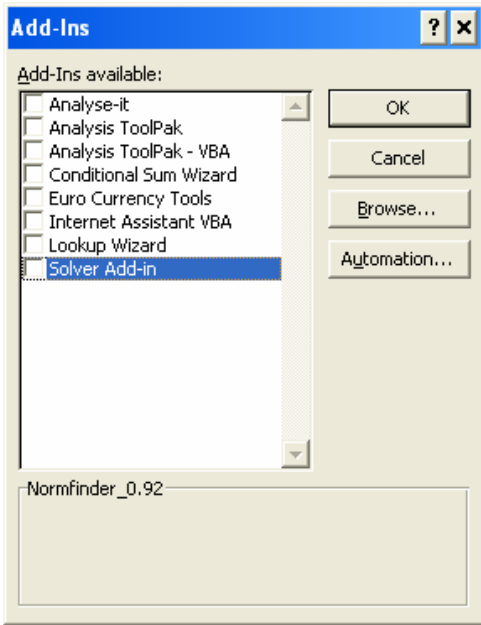 Add-Ins
Add-Ins available:
Analyse-it
Analysis ToolPak
Analysis ToolPak - VBA
Conditional Sum Wizard
Euro Currency Tools
Internet Assistant VBA
Lookup Wizard
Solver Add-in
OK
Cancel
Browse...
Automation...
Normfinder_0.92